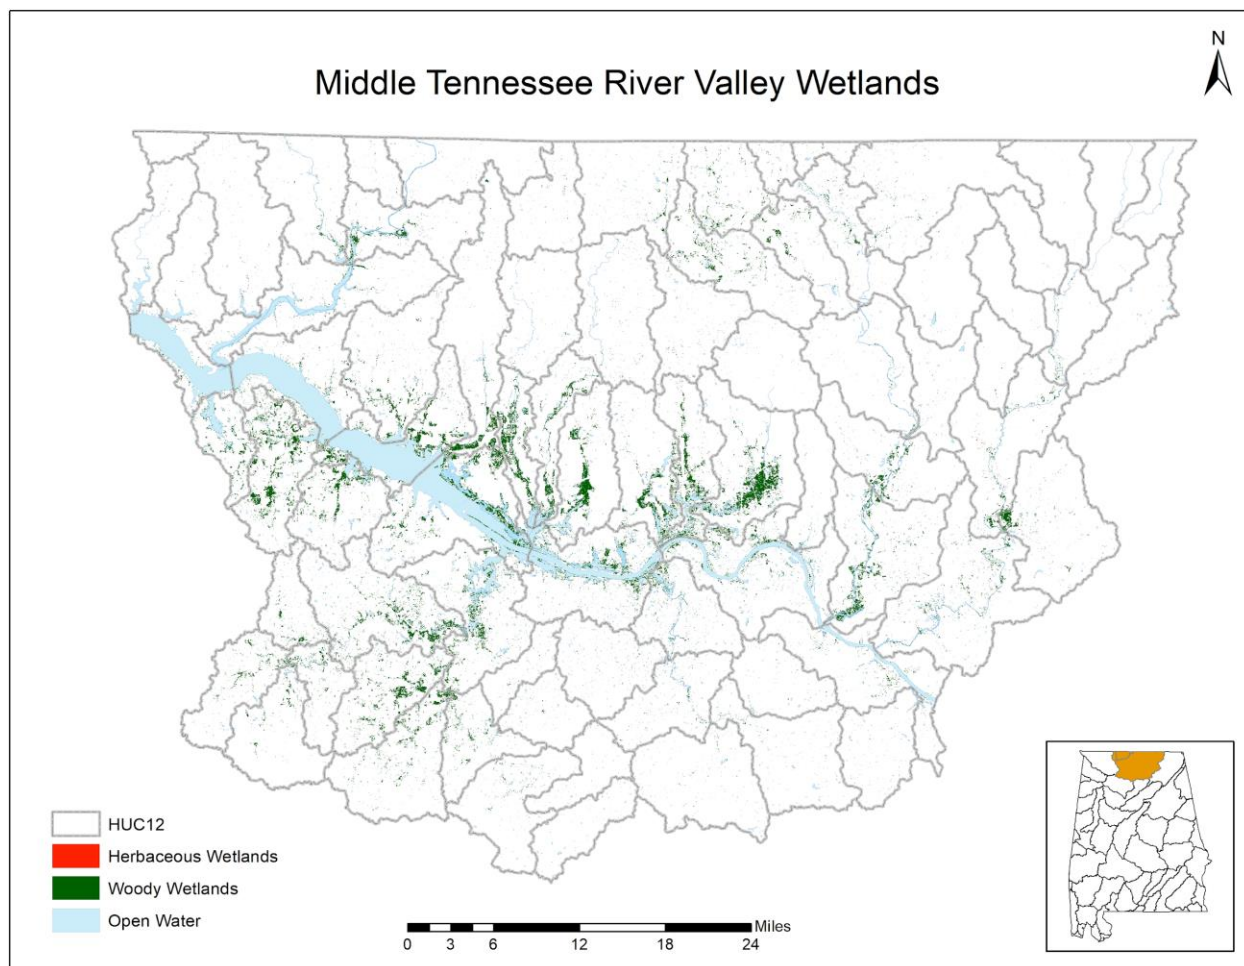 N
Middle Tennessee River Valley Wetlands
HUC12
Herbaceous Wetlands
Woody Wetlands
Open Water
Miles
0 3 6 12 18 24